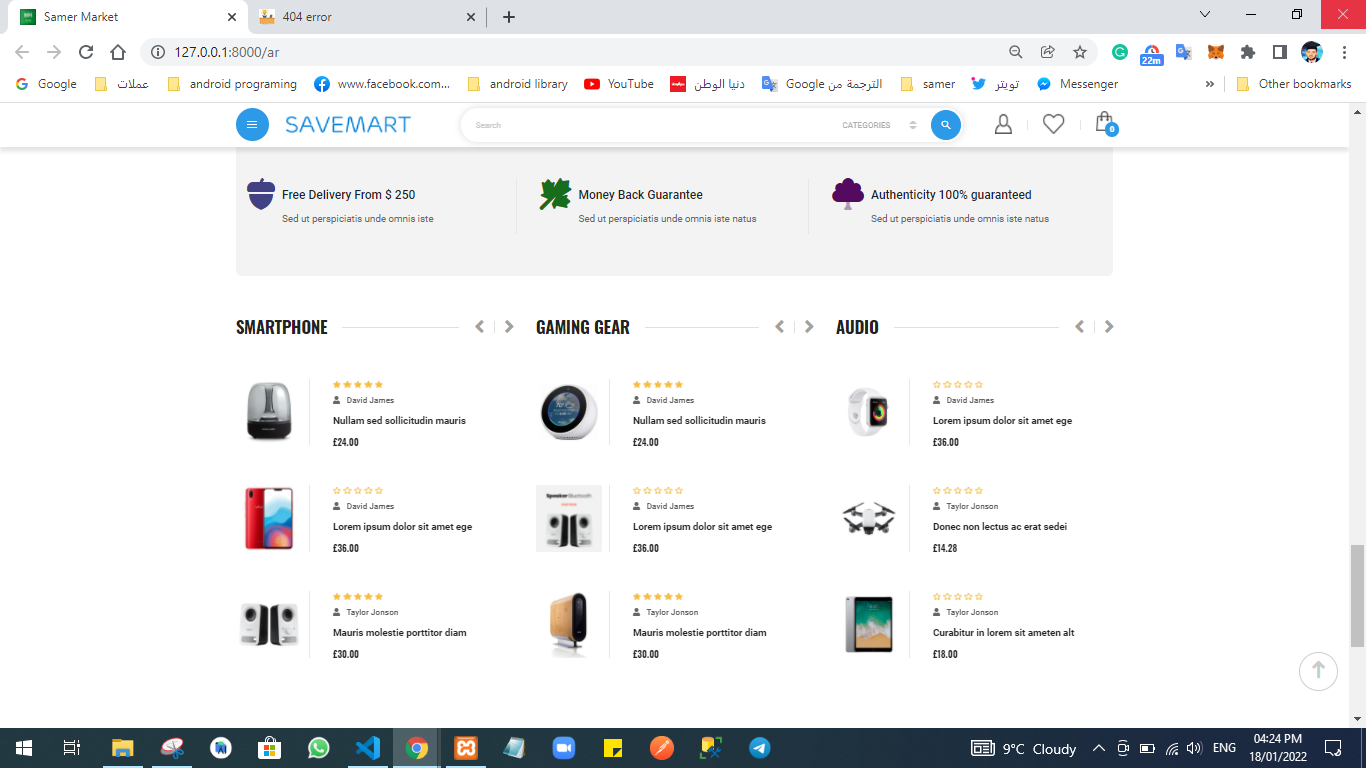 Samer Market
404 error
127.0.0.1:8000/ar
22m
Google
عملات
android programing
www.facebook.com...
android library
YouTube
دنيا الوطن
الترجمة من Google
samer
تويتر
Messenger
»
Other bookmarks
SAVEMART
Search
CATEGORIES
0
Free Delivery From $ 250
Sed ut perspiciatis unde omnis iste
Money Back Guarantee
Sed ut perspiciatis unde omnis iste natus
Authenticity 100% guaranteed
Sed ut perspiciatis unde omnis iste natus
SMARTPHONE
GAMING GEAR
AUDIO
David James
Nullam sed sollicitudin mauris
£24.00
David James
Nullam sed sollicitudin mauris
£24.00
David James
Lorem ipsum dolor sit amet ege
£36.00
David James
Lorem ipsum dolor sit amet ege
£36.00
Speaker Bluetooth
David James
Lorem ipsum dolor sit amet ege
£36.00
Taylor Jonson
Donec non lectus ac erat sedei
£14.28
Taylor Jonson
Mauris molestie porttitor diam
£30.00
Taylor Jonson
Mauris molestie porttitor diam
£30.00
Taylor Jonson
Curabitur in lorem sit ameten alt
£18.00
9°C Cloudy
ENG
04:24 PM
18/01/2022